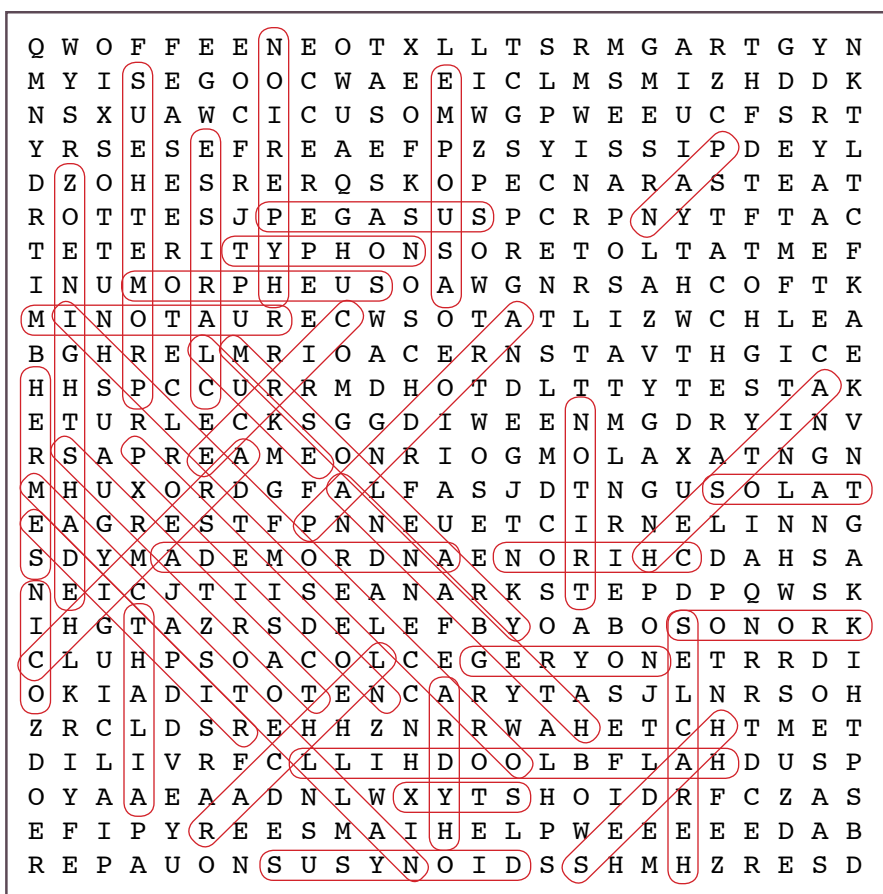 Q W O F F E E N E O T X L L T S R M G A R T G Y N
M Y I S E G O O C W A E E I C L M S M I Z H D D K
N S X U A W C I C U S O M W G P W E E U C F S R T
Y R S E S E F R E A E F P Z S Y I S S I P D E Y L
D Z O H E S R E R Q S K O P E C N A R A S T E A T
R O T T E S J P E G A S U S P C R P N Y T F T A C
T E T E R I T Y P H O N S O R E T O L T A T M E F
I N U M O R P H E U S O A W G N R S A H C O F T K
M I N O T A U R E C W S O T A T L I Z W C H L E A
B G H R E L M R I O A C E R N S T A V T H G I C E
H H S P C C U R R M D H O T D L T T Y T E S T A K
E T U R L E C K S G G D I W E E N M G D R Y I N V
R S A P R E A M E O N R I O G M O L A X A T N G N
M H U X O R D G F A L F A S J D T N G U S O L A T
E A G R E S T F P N N E U E T C I R N E L I N N G
S D Y M A D E M O R D N A E N O R I H C D A H S A
N E I C J T I I S E A N A R K S T E P D P Q W S K
I H G T A Z R S D E L E F B Y O A B O S O N O R K
C L U H P S O A C O L C E G E R Y O N E T R R D I
O K I A D I T O T E N C A R Y T A S J L N R S O H
Z R C L D S R E H H Z N R R W A H E T C H T M E T
D I L I V R F C L L I H D O O L B F L A H D U S P
O Y A A E A A D N L W X Y T S H O I D R F C Z A S
E F I P Y R E E S M A I H E L P W E E E E E D A B
R E P A U O N S U S Y N O I D S S H M H Z R E S D